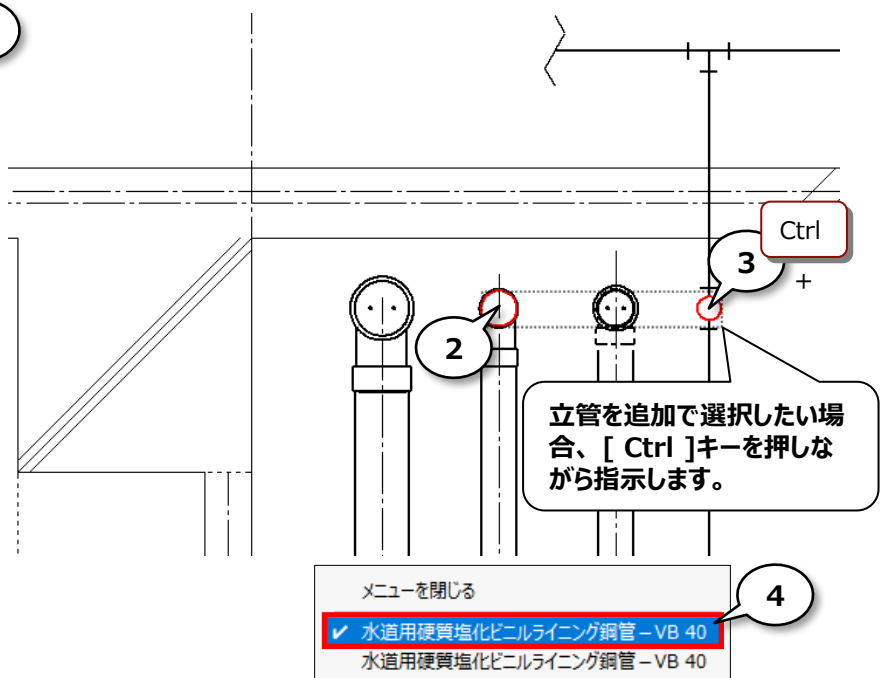 Ctrl
3
2
立管を追加で選択したい場
合、[ Ctrl ]キーを押しな
がら指示します。
メニューを閉じる
4
✔ 水道用硬質塩化ビニルライニング鋼管－VB 40
水道用硬質塩化ビニルライニング鋼管－VB 40